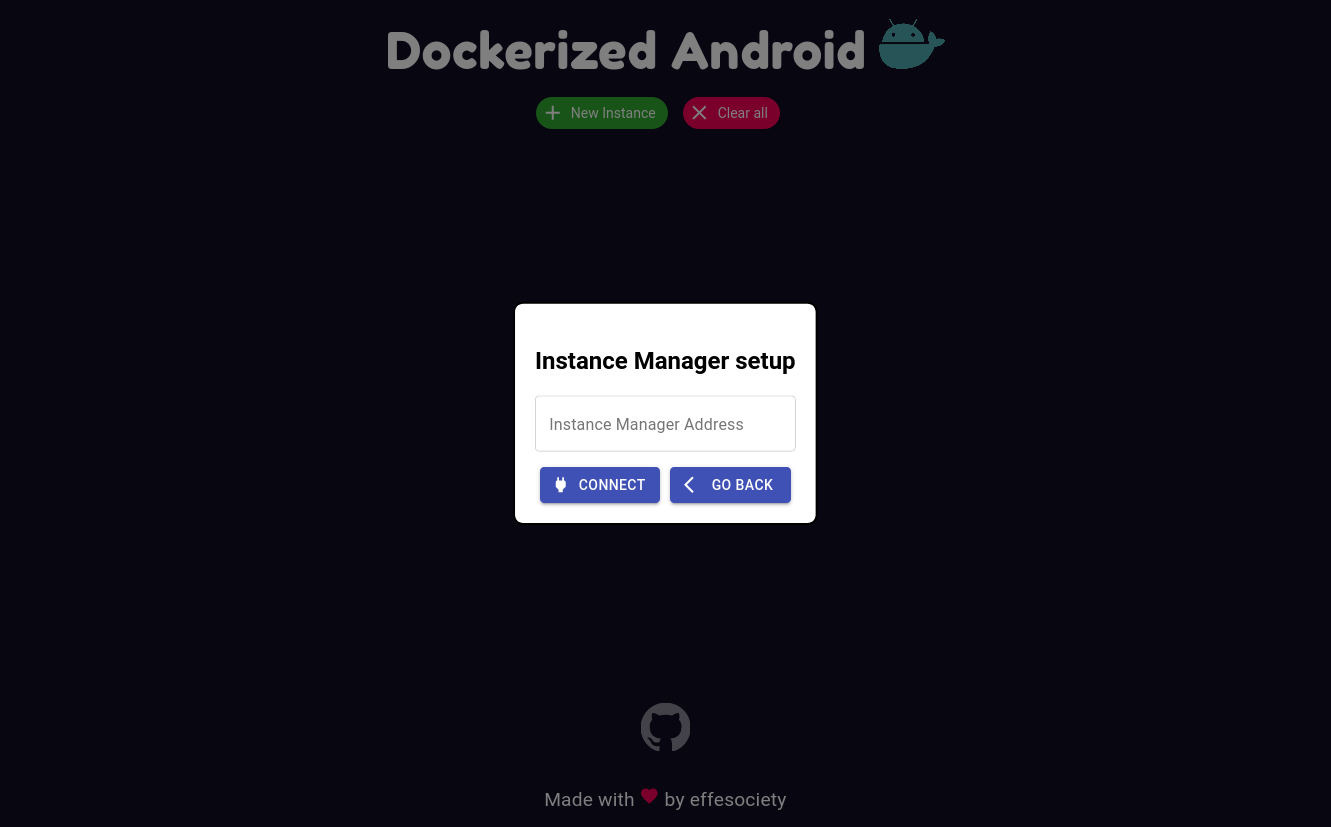 Dockerized Android
New Instance
Clear all
Instance Manager setup
Instance Manager Address
CONNECT
GO BACK
Made with by effesociety